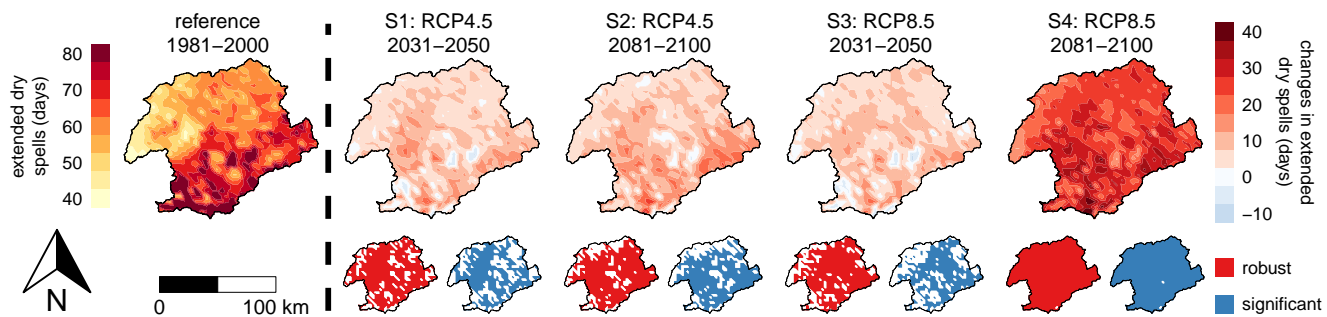 reference
1981–2000
S1: RCP4.5
2031–2050
S2: RCP4.5
2081–2100
S3: RCP8.5
2031–2050
S4: RCP8.5
2081–2100
extended dry
spells (days)
80
70
60
50
40
40
30
20
10
0
−10
changes in extended
dry spells (days)
N
0
100 km
robust
significant